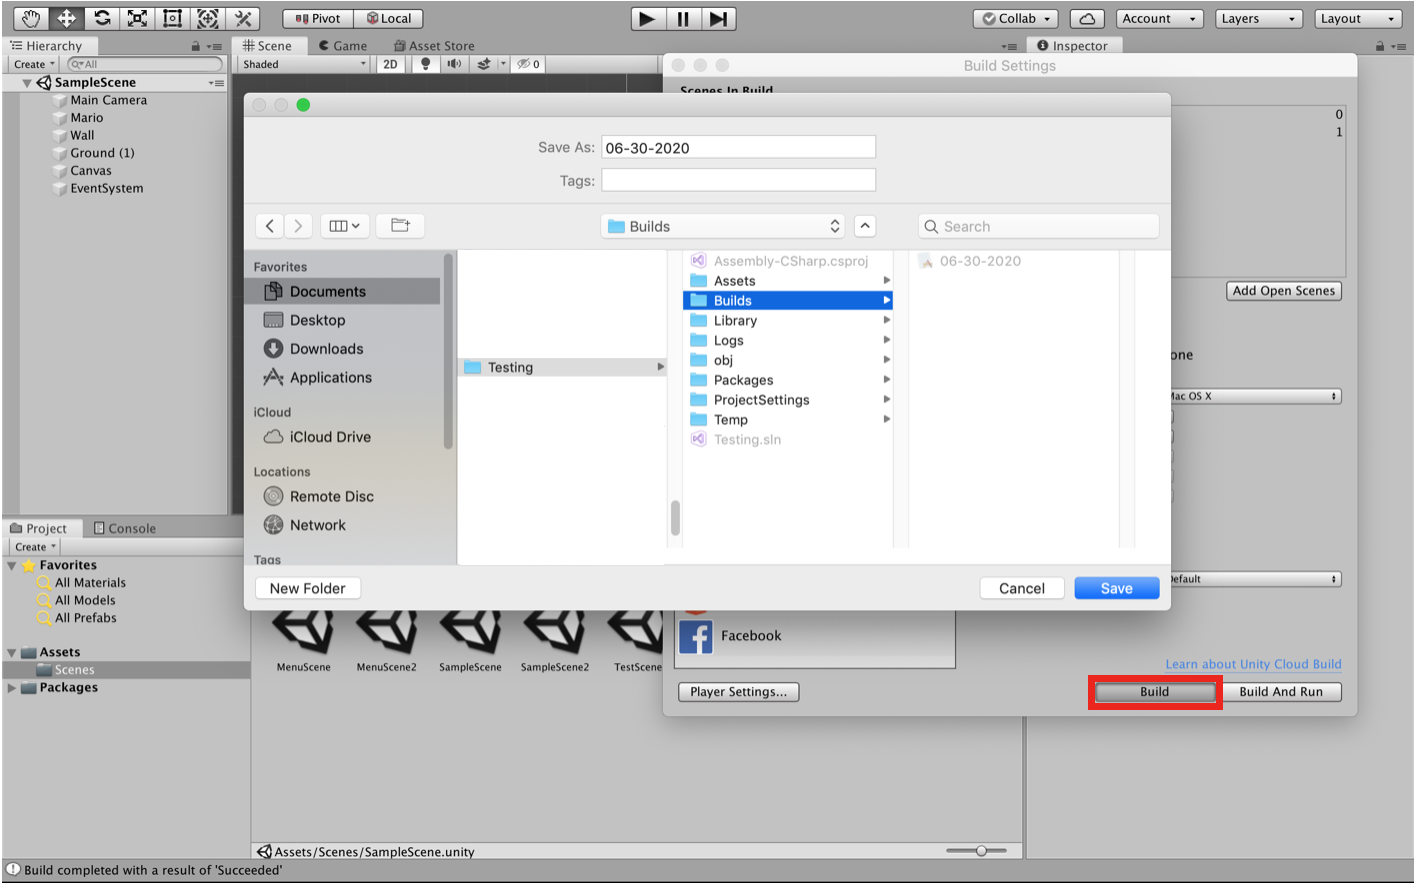 Pivot Local Collab Account Layers Layout
Hierarchy Scene Game Asset Store Inspector
Create All Shaded 2D 0
Build Settings
SampleScene
Scenes In Build
Main Camera
Mario
Wall
Ground (1)
Canvas
EventSystem
0
1
Save As: 06-30-2020
Tags:
Builds Search
Favorites
Documents
Desktop
Downloads
Applications
iCloud
iCloud Drive
Locations
Remote Disc
Network
Tags
Testing
Assembly-CSharp.csproj
Assets
Builds
Library
Logs
obj
Packages
ProjectSettings
Temp
Testing.sln
06-30-2020
New Folder Cancel Save
Add Open Scenes
one
Mac OS X
Default
Project Console
Create
Favorites
All Materials
All Models
All Prefabs
Assets
Scenes
Packages
MenuScene MenuScene2 SampleScene SampleScene2 TestScene
Facebook
Learn about Unity Cloud Build
Player Settings... Build Build And Run
Assets/Scenes/SampleScene.unity
Build completed with a result of 'Succeeded'